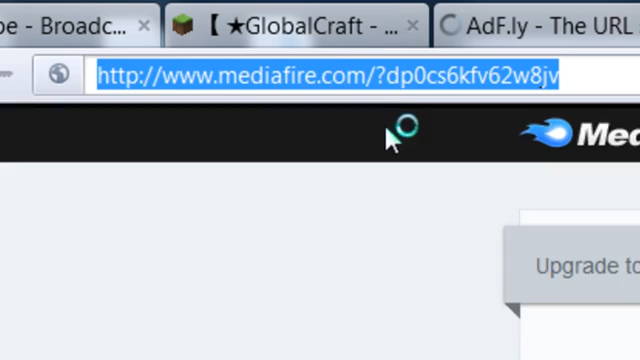 be - Broadc... × 【 ★GlobalCraft - ... × AdF.ly - The URL
http://www.mediafire.com/?dp0cs6kfv62w8jv
Med
Upgrade to